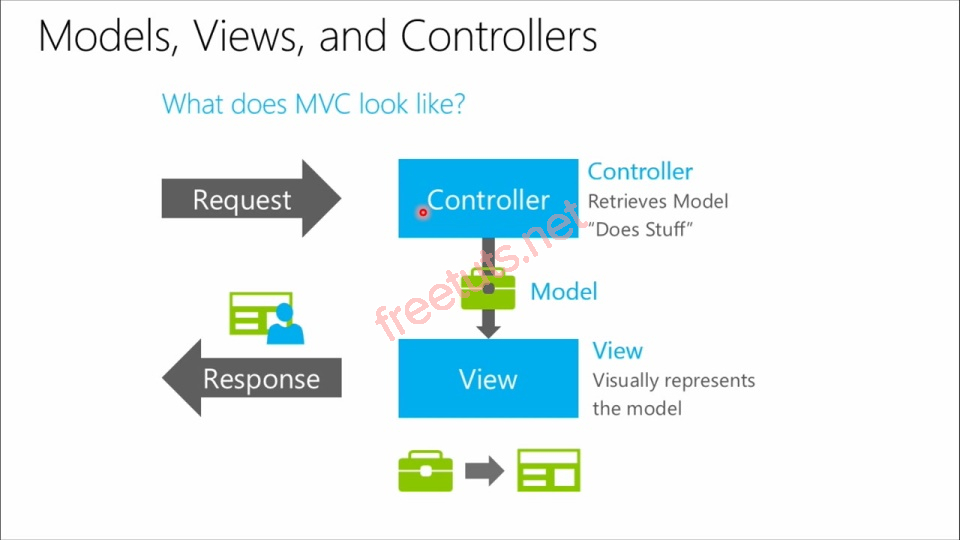 Models, Views, and Controllers
What does MVC look like?
Request
Controller
Controller
Retrieves Model
“Does Stuff”
Model
Response
View
View
Visually represents
the model
freetuts.net